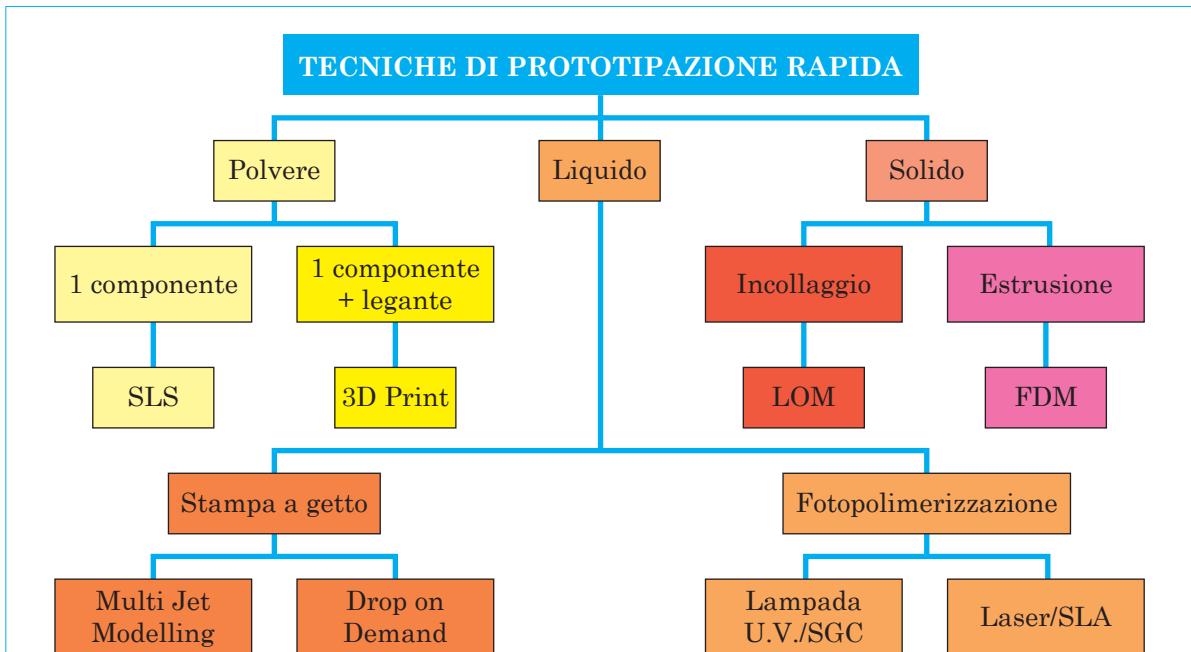 TECNICHE DI PROTOTIPAZIONE RAPIDA
Polvere
Liquido
Solido
1 componente
1 componente
+ legante
Incollaggio
Estrusione
SLS
3D Print
LOM
FDM
Stampa a getto
Fotopolimerizzazione
Multi Jet
Modelling
Drop on
Demand
Lampada
U.V./SGC
Laser/SLA